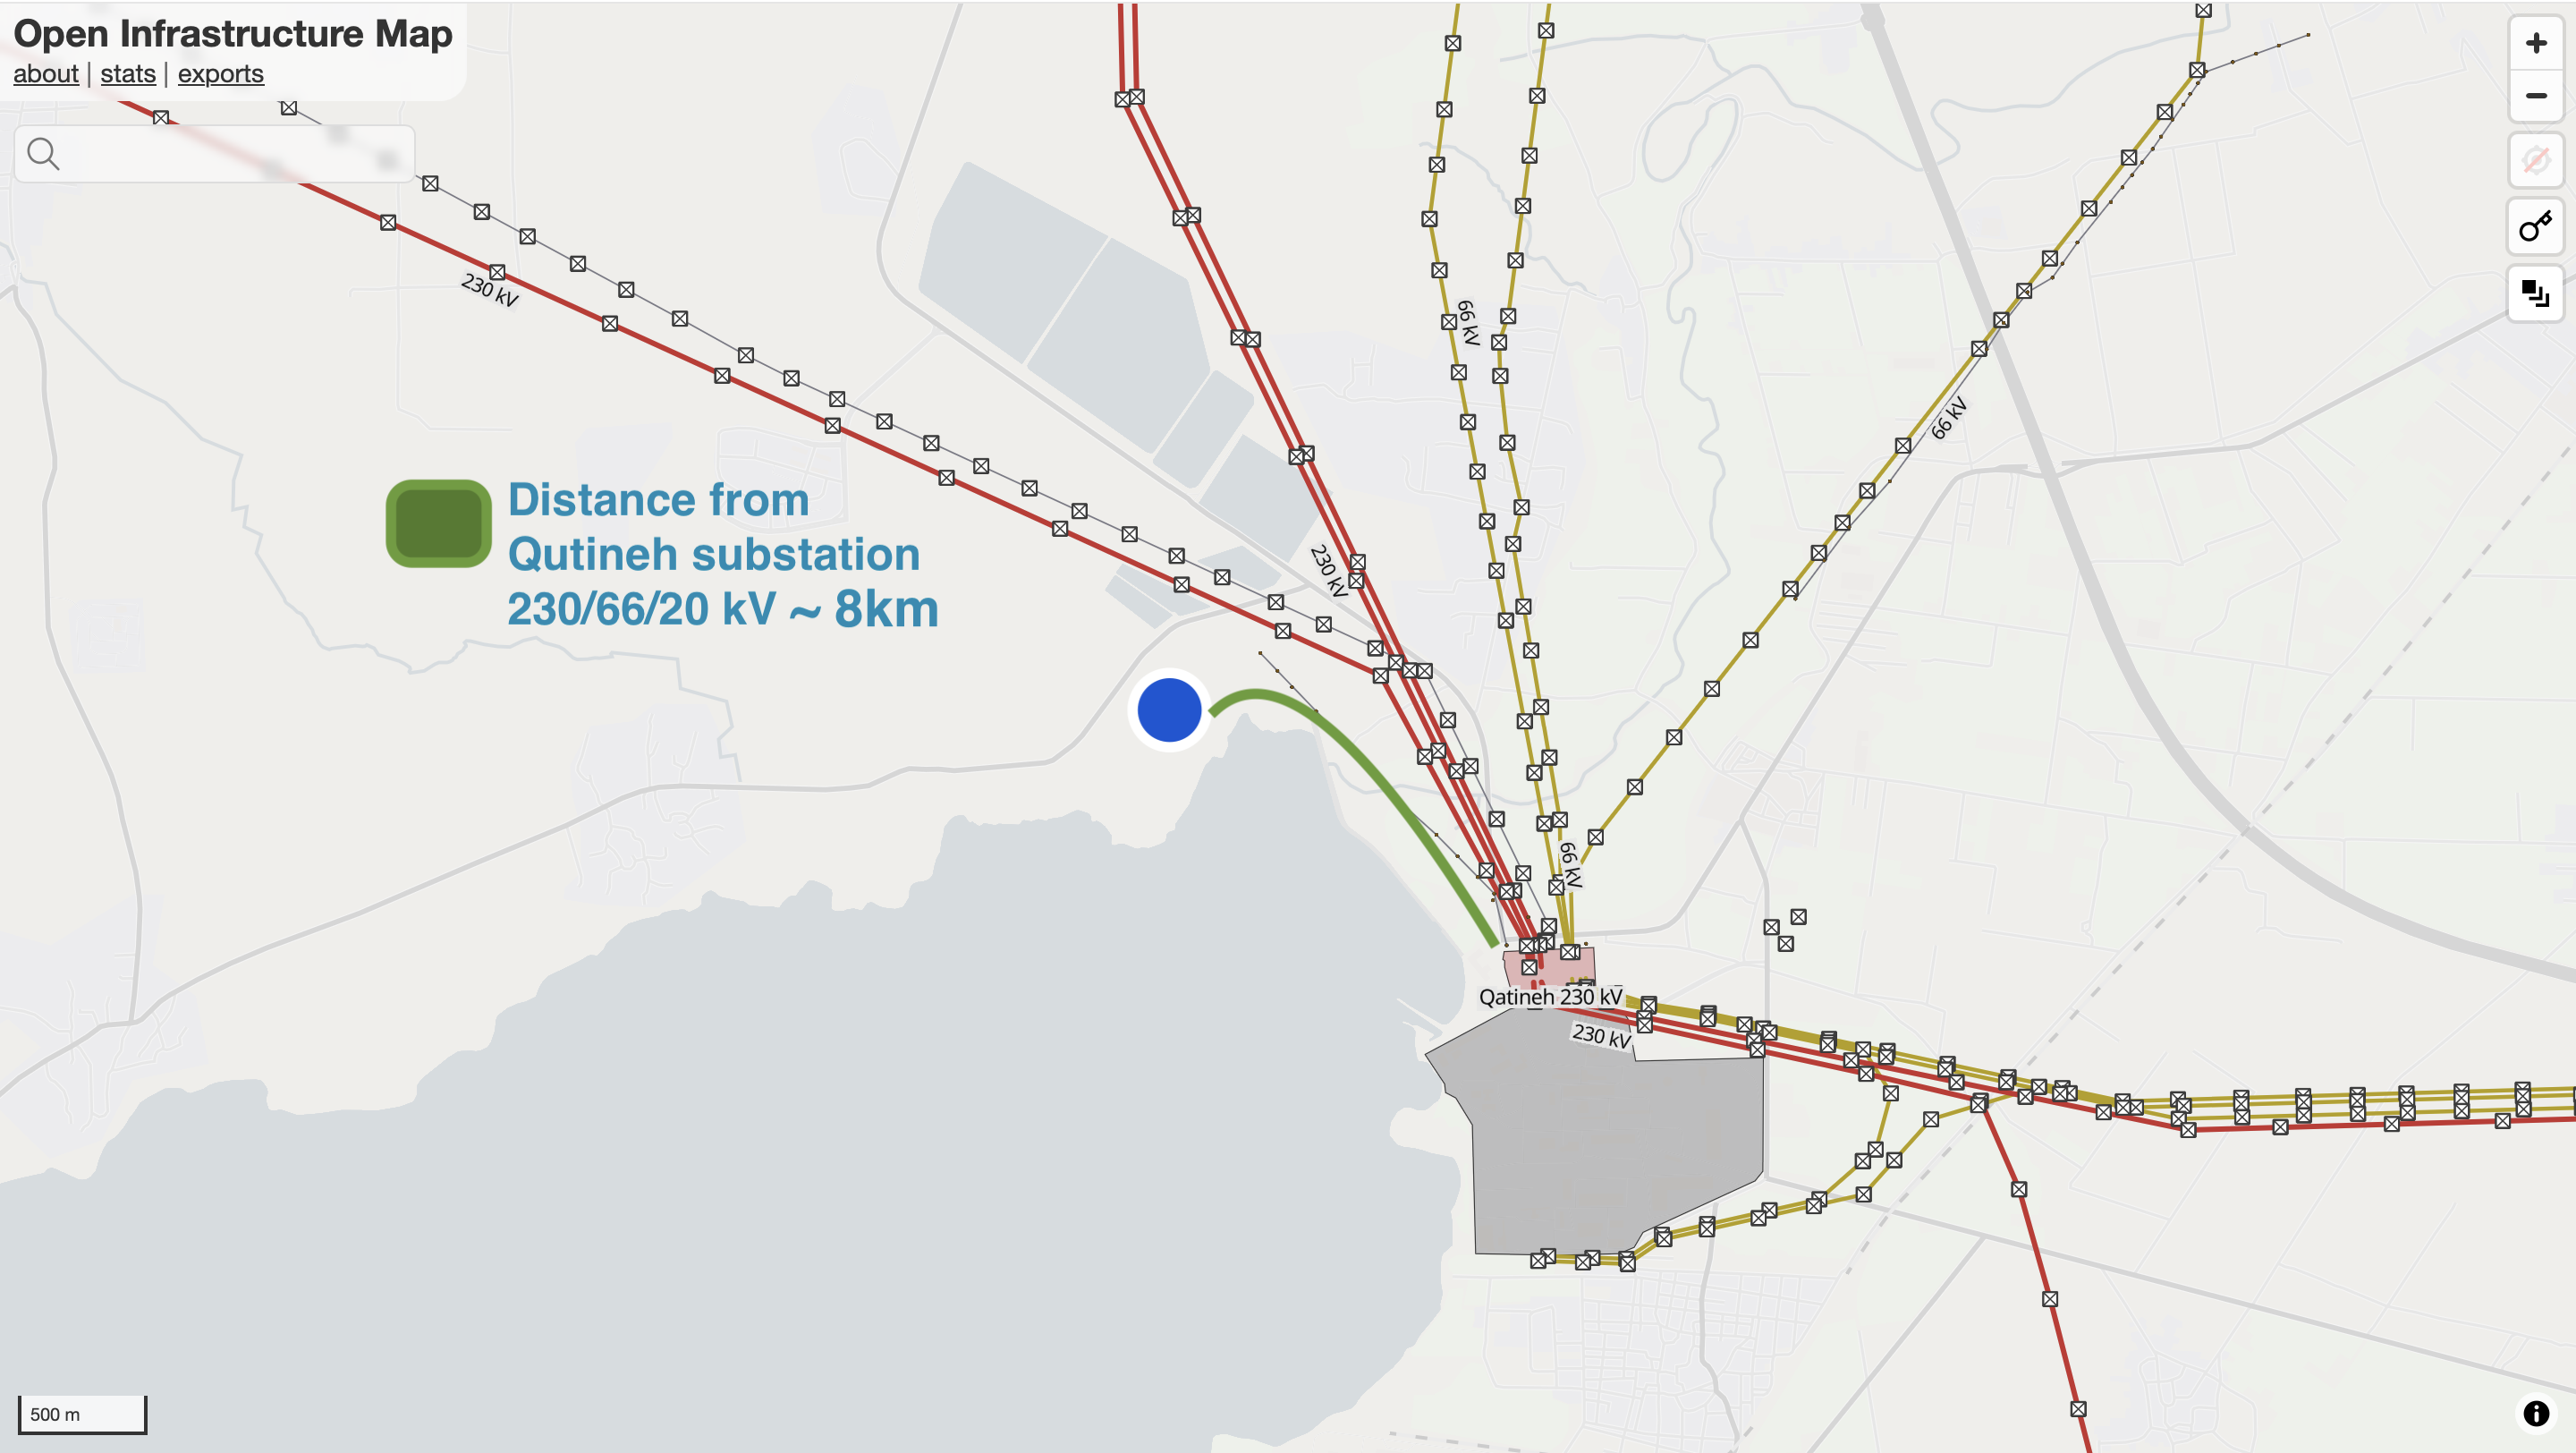 Open Infrastructure Map
about | stats | exports
230 kV
66 kV
66 kV
Distance from
Qutineh substation
230/66/20 kV ~ 8km
230 kV
66 kV
Qatineh 230 kV
230 kV
500 m